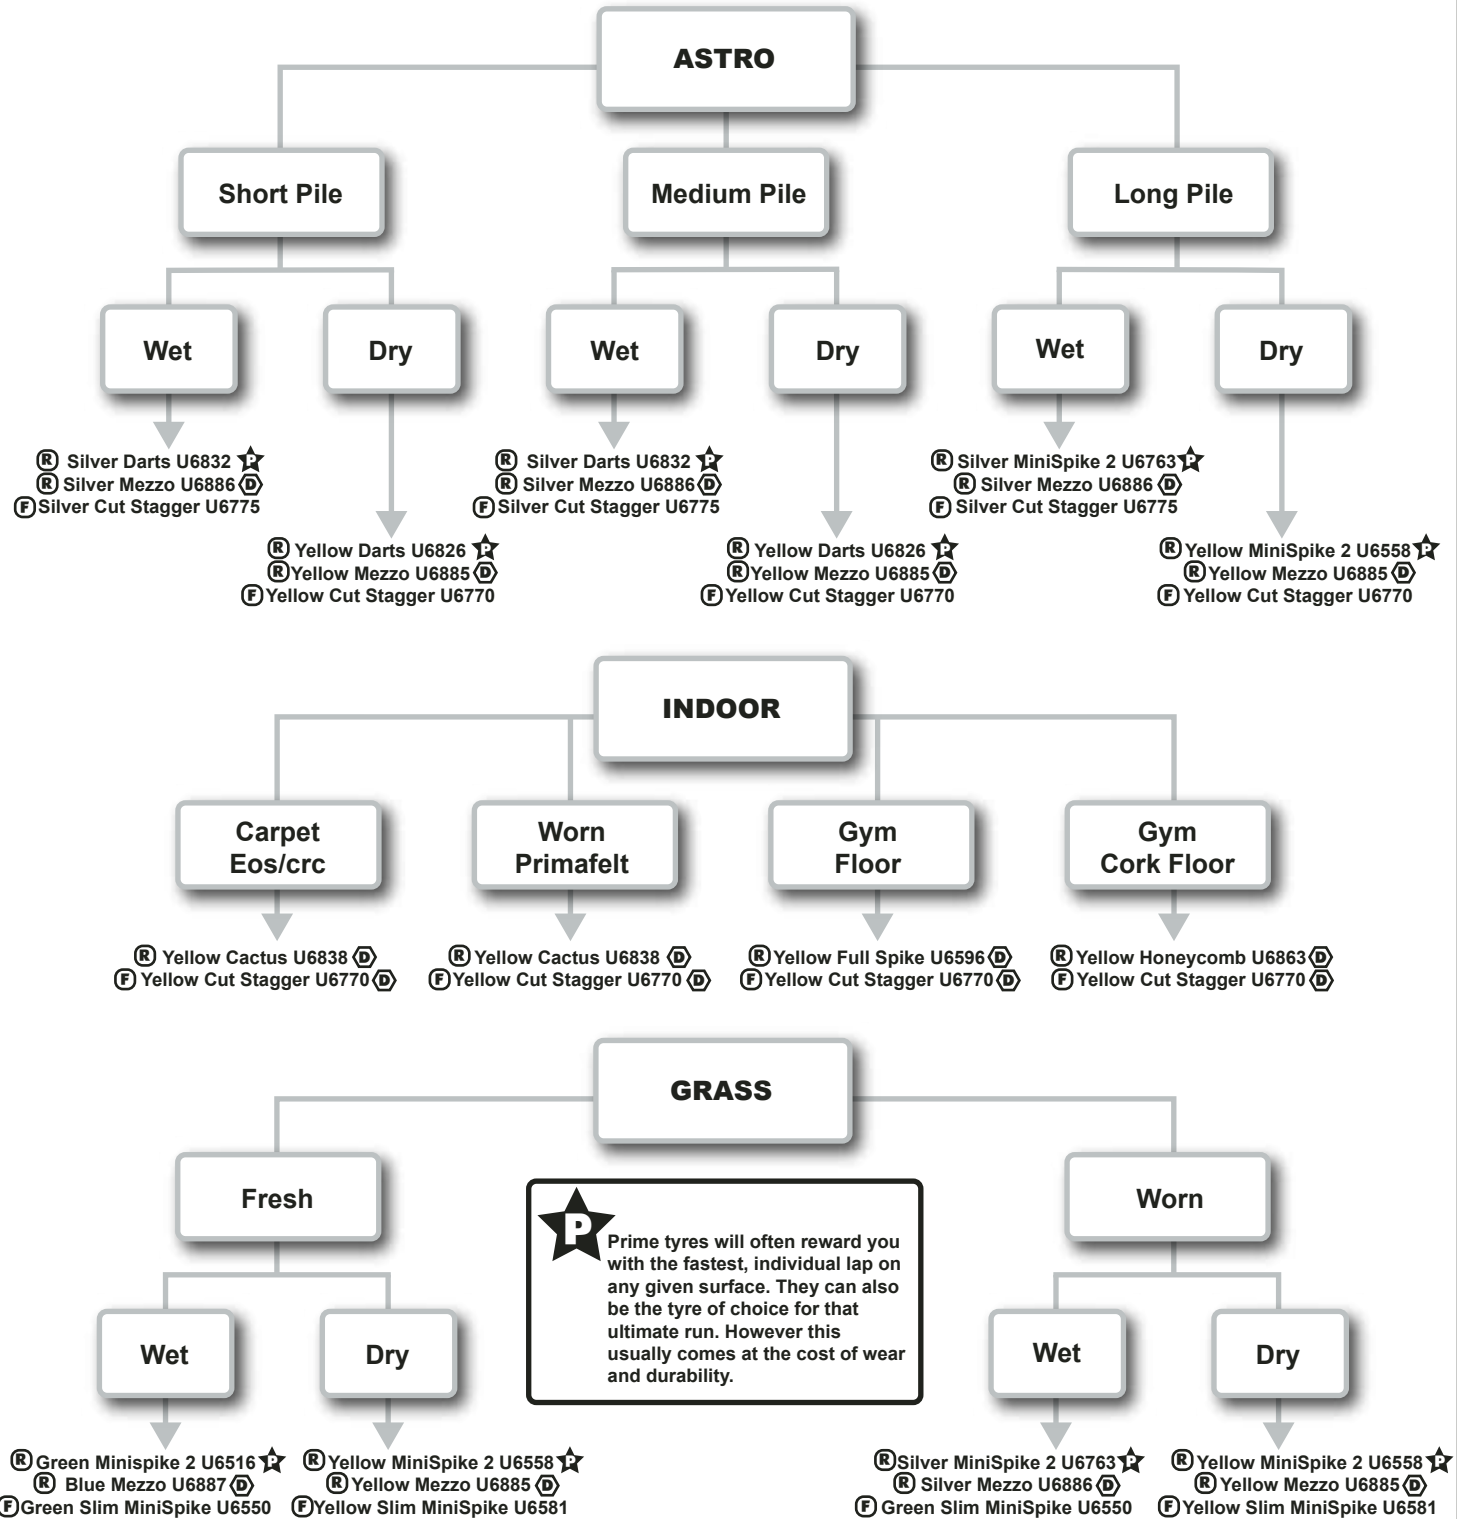 ASTRO
Short Pile
Medium Pile
Long Pile
Wet
Dry
Wet
Dry
Wet
Dry
R Silver Darts U6832 P
R Silver Mezzo U6886 D
F Silver Cut Stagger U6775
R Silver Darts U6832 P
R Silver Mezzo U6886 D
F Silver Cut Stagger U6775
R Silver MiniSpike 2 U6763 P
R Silver Mezzo U6886 D
F Silver Cut Stagger U6775
R Yellow Darts U6826 P
R Yellow Mezzo U6885 D
F Yellow Cut Stagger U6770
R Yellow Darts U6826 P
R Yellow Mezzo U6885 D
F Yellow Cut Stagger U6770
R Yellow MiniSpike 2 U6558 P
R Yellow Mezzo U6885 D
F Yellow Cut Stagger U6770
INDOOR
Carpet
Eos/crc
Worn
Primafelt
Gym
Floor
Gym
Cork Floor
R Yellow Cactus U6838 D
F Yellow Cut Stagger U6770 D
R Yellow Cactus U6838 D
F Yellow Cut Stagger U6770 D
R Yellow Full Spike U6596 D
F Yellow Cut Stagger U6770 D
R Yellow Honeycomb U6863 D
F Yellow Cut Stagger U6770 D
GRASS
Fresh
Worn
P
Prime tyres will often reward you
with the fastest, individual lap on
any given surface. They can also
be the tyre of choice for that
ultimate run. However this
usually comes at the cost of wear
and durability.
Wet
Dry
Wet
Dry
R Green Minispike 2 U6516 P
R Blue Mezzo U6887 D
F Green Slim MiniSpike U6550
R Yellow MiniSpike 2 U6558 P
R Yellow Mezzo U6885 D
F Yellow Slim MiniSpike U6581
R Silver MiniSpike 2 U6763 P
R Silver Mezzo U6886 D
F Green Slim MiniSpike U6550
R Yellow MiniSpike 2 U6558 P
R Yellow Mezzo U6885 D
F Yellow Slim MiniSpike U6581